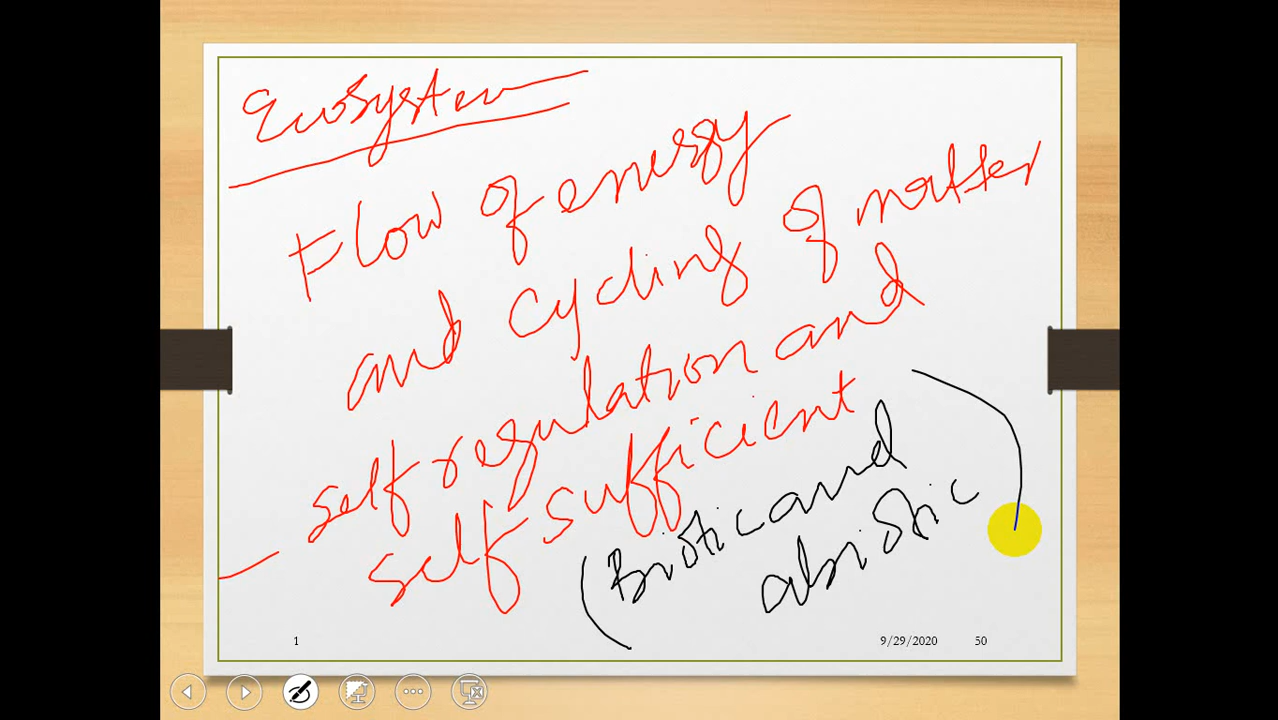 Ecosystem
Flow of energy
and cycling of matter
self regulation and
self sufficient
(Biotic and
abiotic)
1
9/29/2020 50